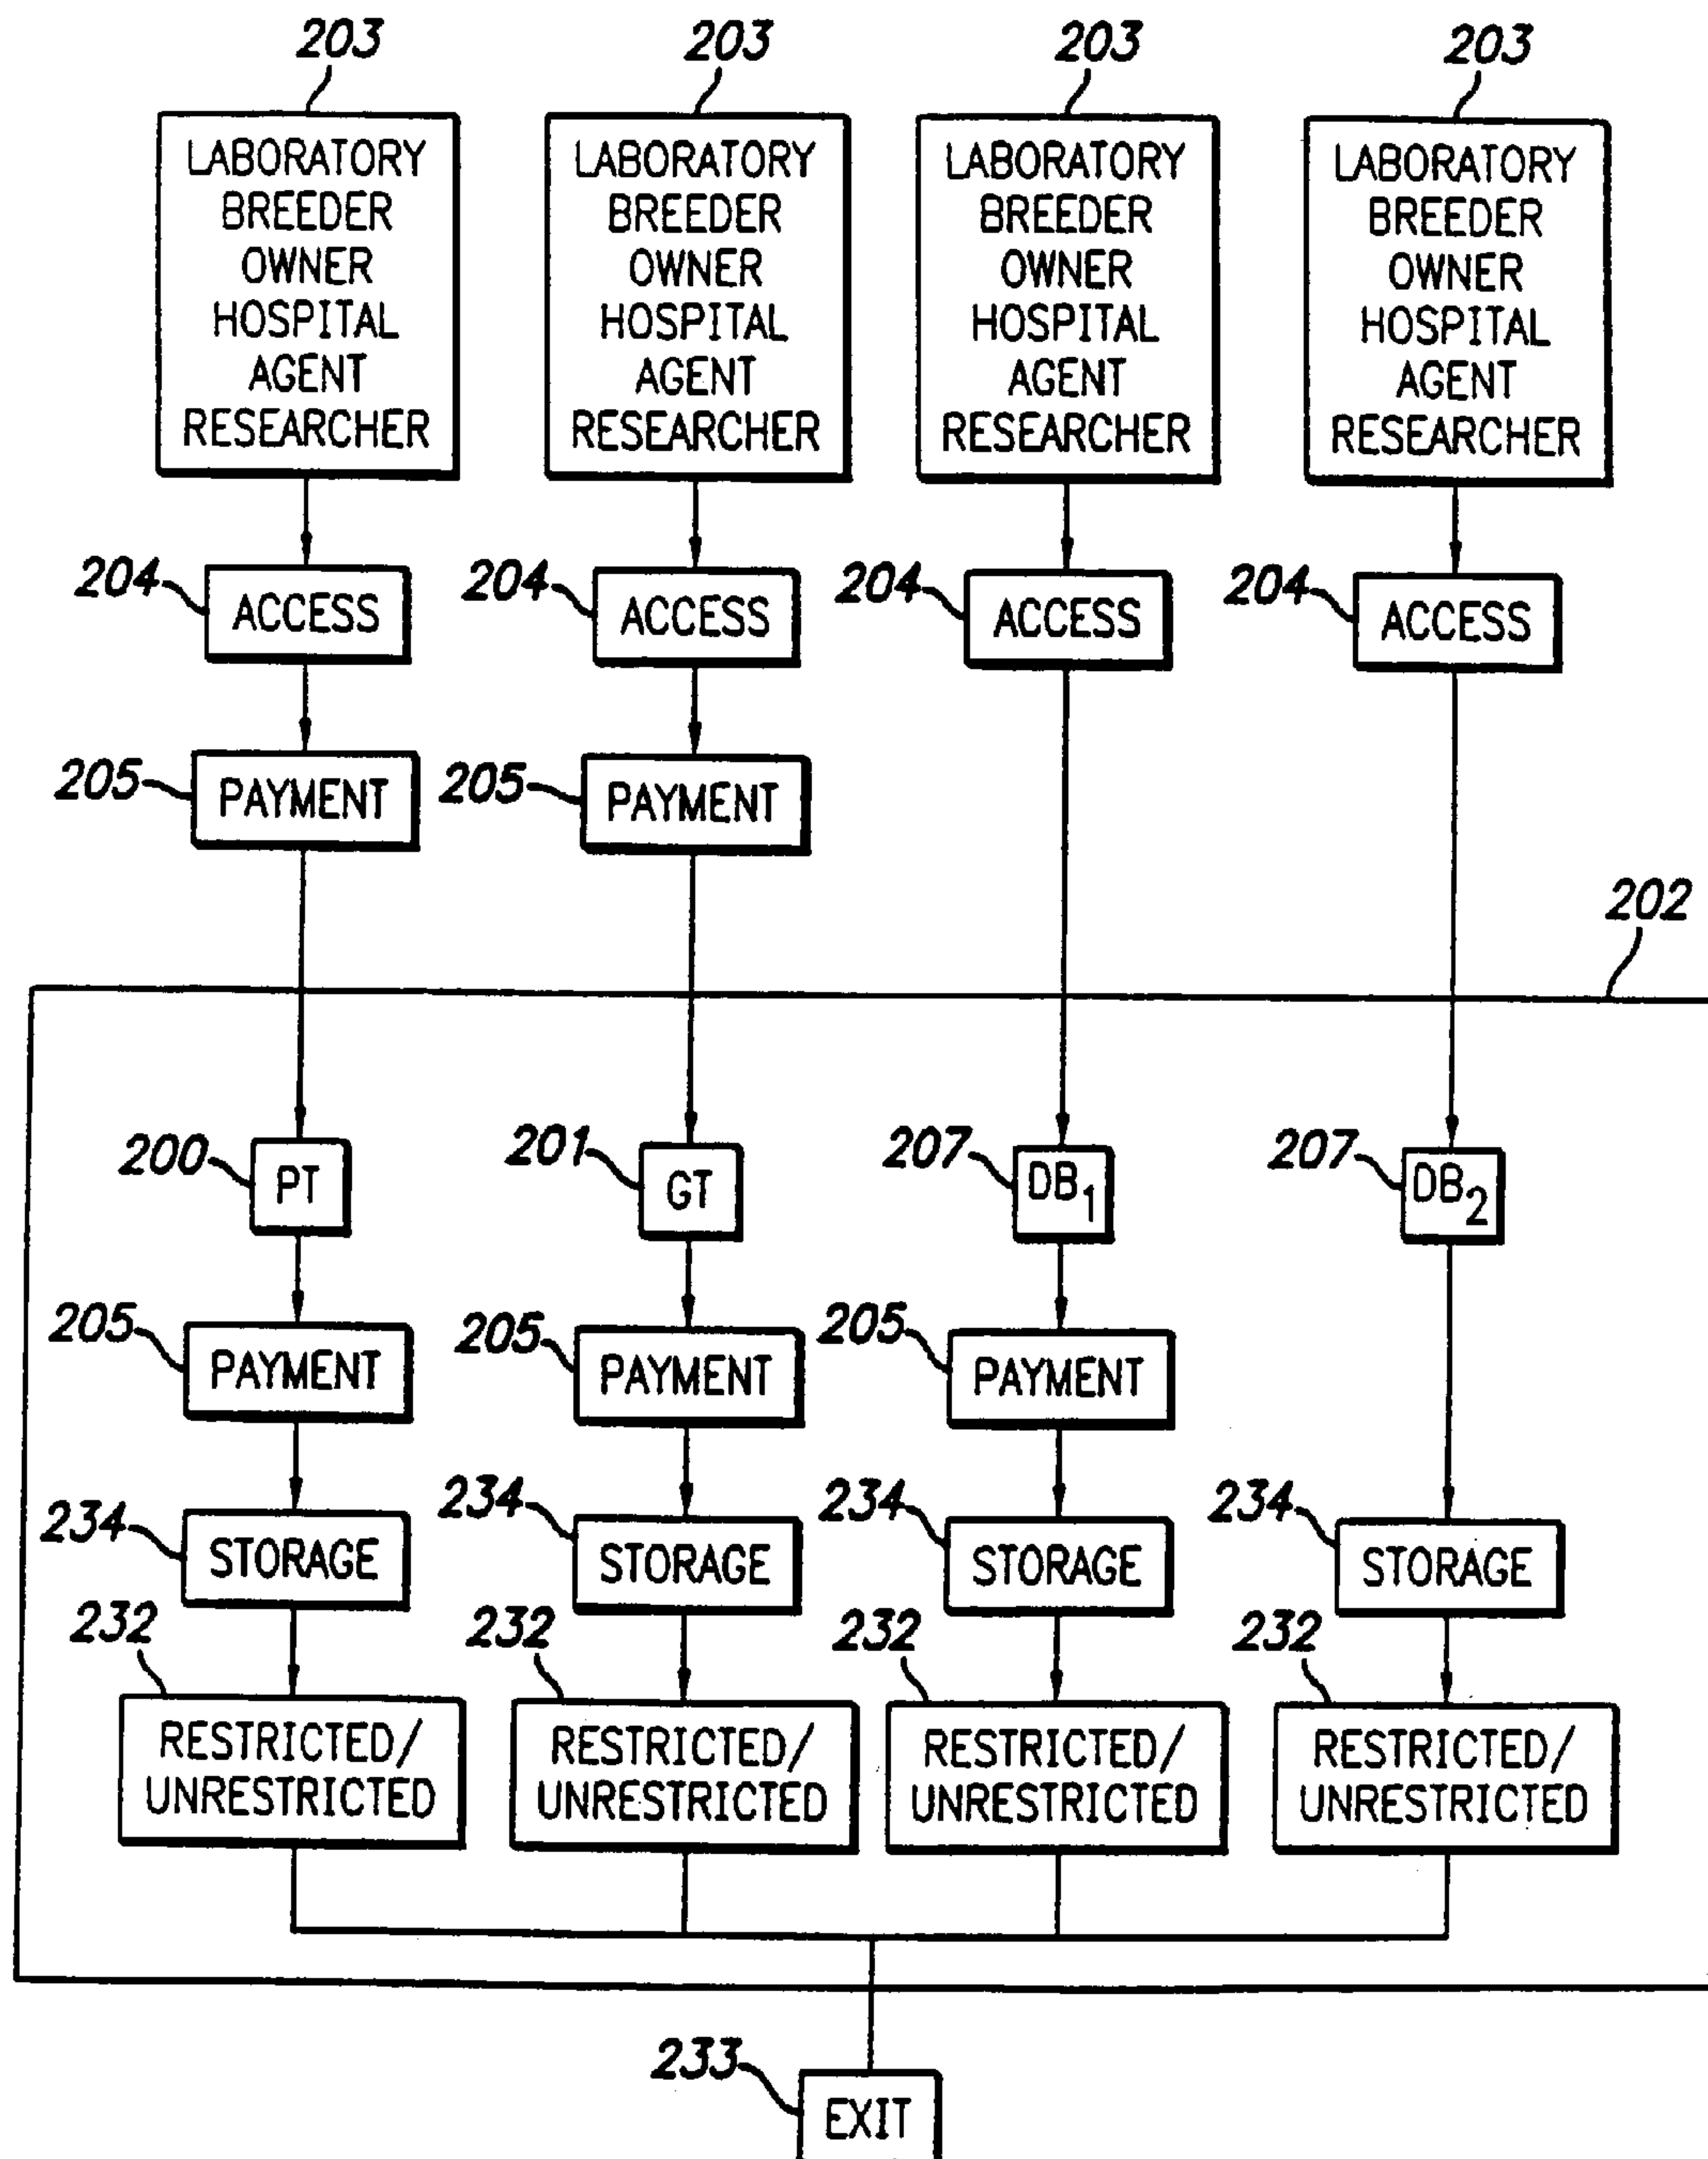 203 203 203 203
LABORATORY LABORATORY LABORATORY LABORATORY
BREEDER BREEDER BREEDER BREEDER
OWNER OWNER OWNER OWNER
HOSPITAL HOSPITAL HOSPITAL HOSPITAL
AGENT AGENT AGENT AGENT
RESEARCHER RESEARCHER RESEARCHER RESEARCHER
204 ACCESS 204 ACCESS 204 ACCESS 204 ACCESS
205 PAYMENT 205 PAYMENT
202
200 PT 201 GT 207 DB1 207 DB2
205 PAYMENT 205 PAYMENT 205 PAYMENT
234 STORAGE 234 STORAGE 234 STORAGE 234 STORAGE
232 232 232 232
RESTRICTED/ RESTRICTED/ RESTRICTED/ RESTRICTED/
UNRESTRICTED UNRESTRICTED UNRESTRICTED UNRESTRICTED
233 EXIT